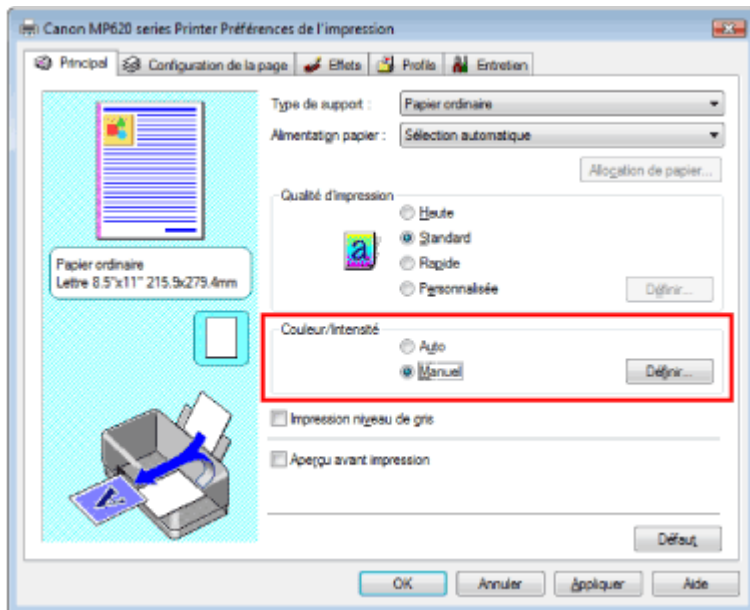 Canon MP620 series Printer Préférences de l'impression
Principal Configuration de la page Effets Profils Entretien
Type de support : Papier ordinaire
Alimentation papier : Sélection automatique
Allocation de papier...
Qualité d'impression
Haute
a Standard
Rapide
Personnalisée Définir...
Papier ordinaire
Lettre 8.5"x11" 215.9x279.4mm
Couleur/Intensité
Auto
Manuel Définir...
Impression niveau de gris
Aperçu avant impression
A
Défaut
OK Annuler Appliquer Aide